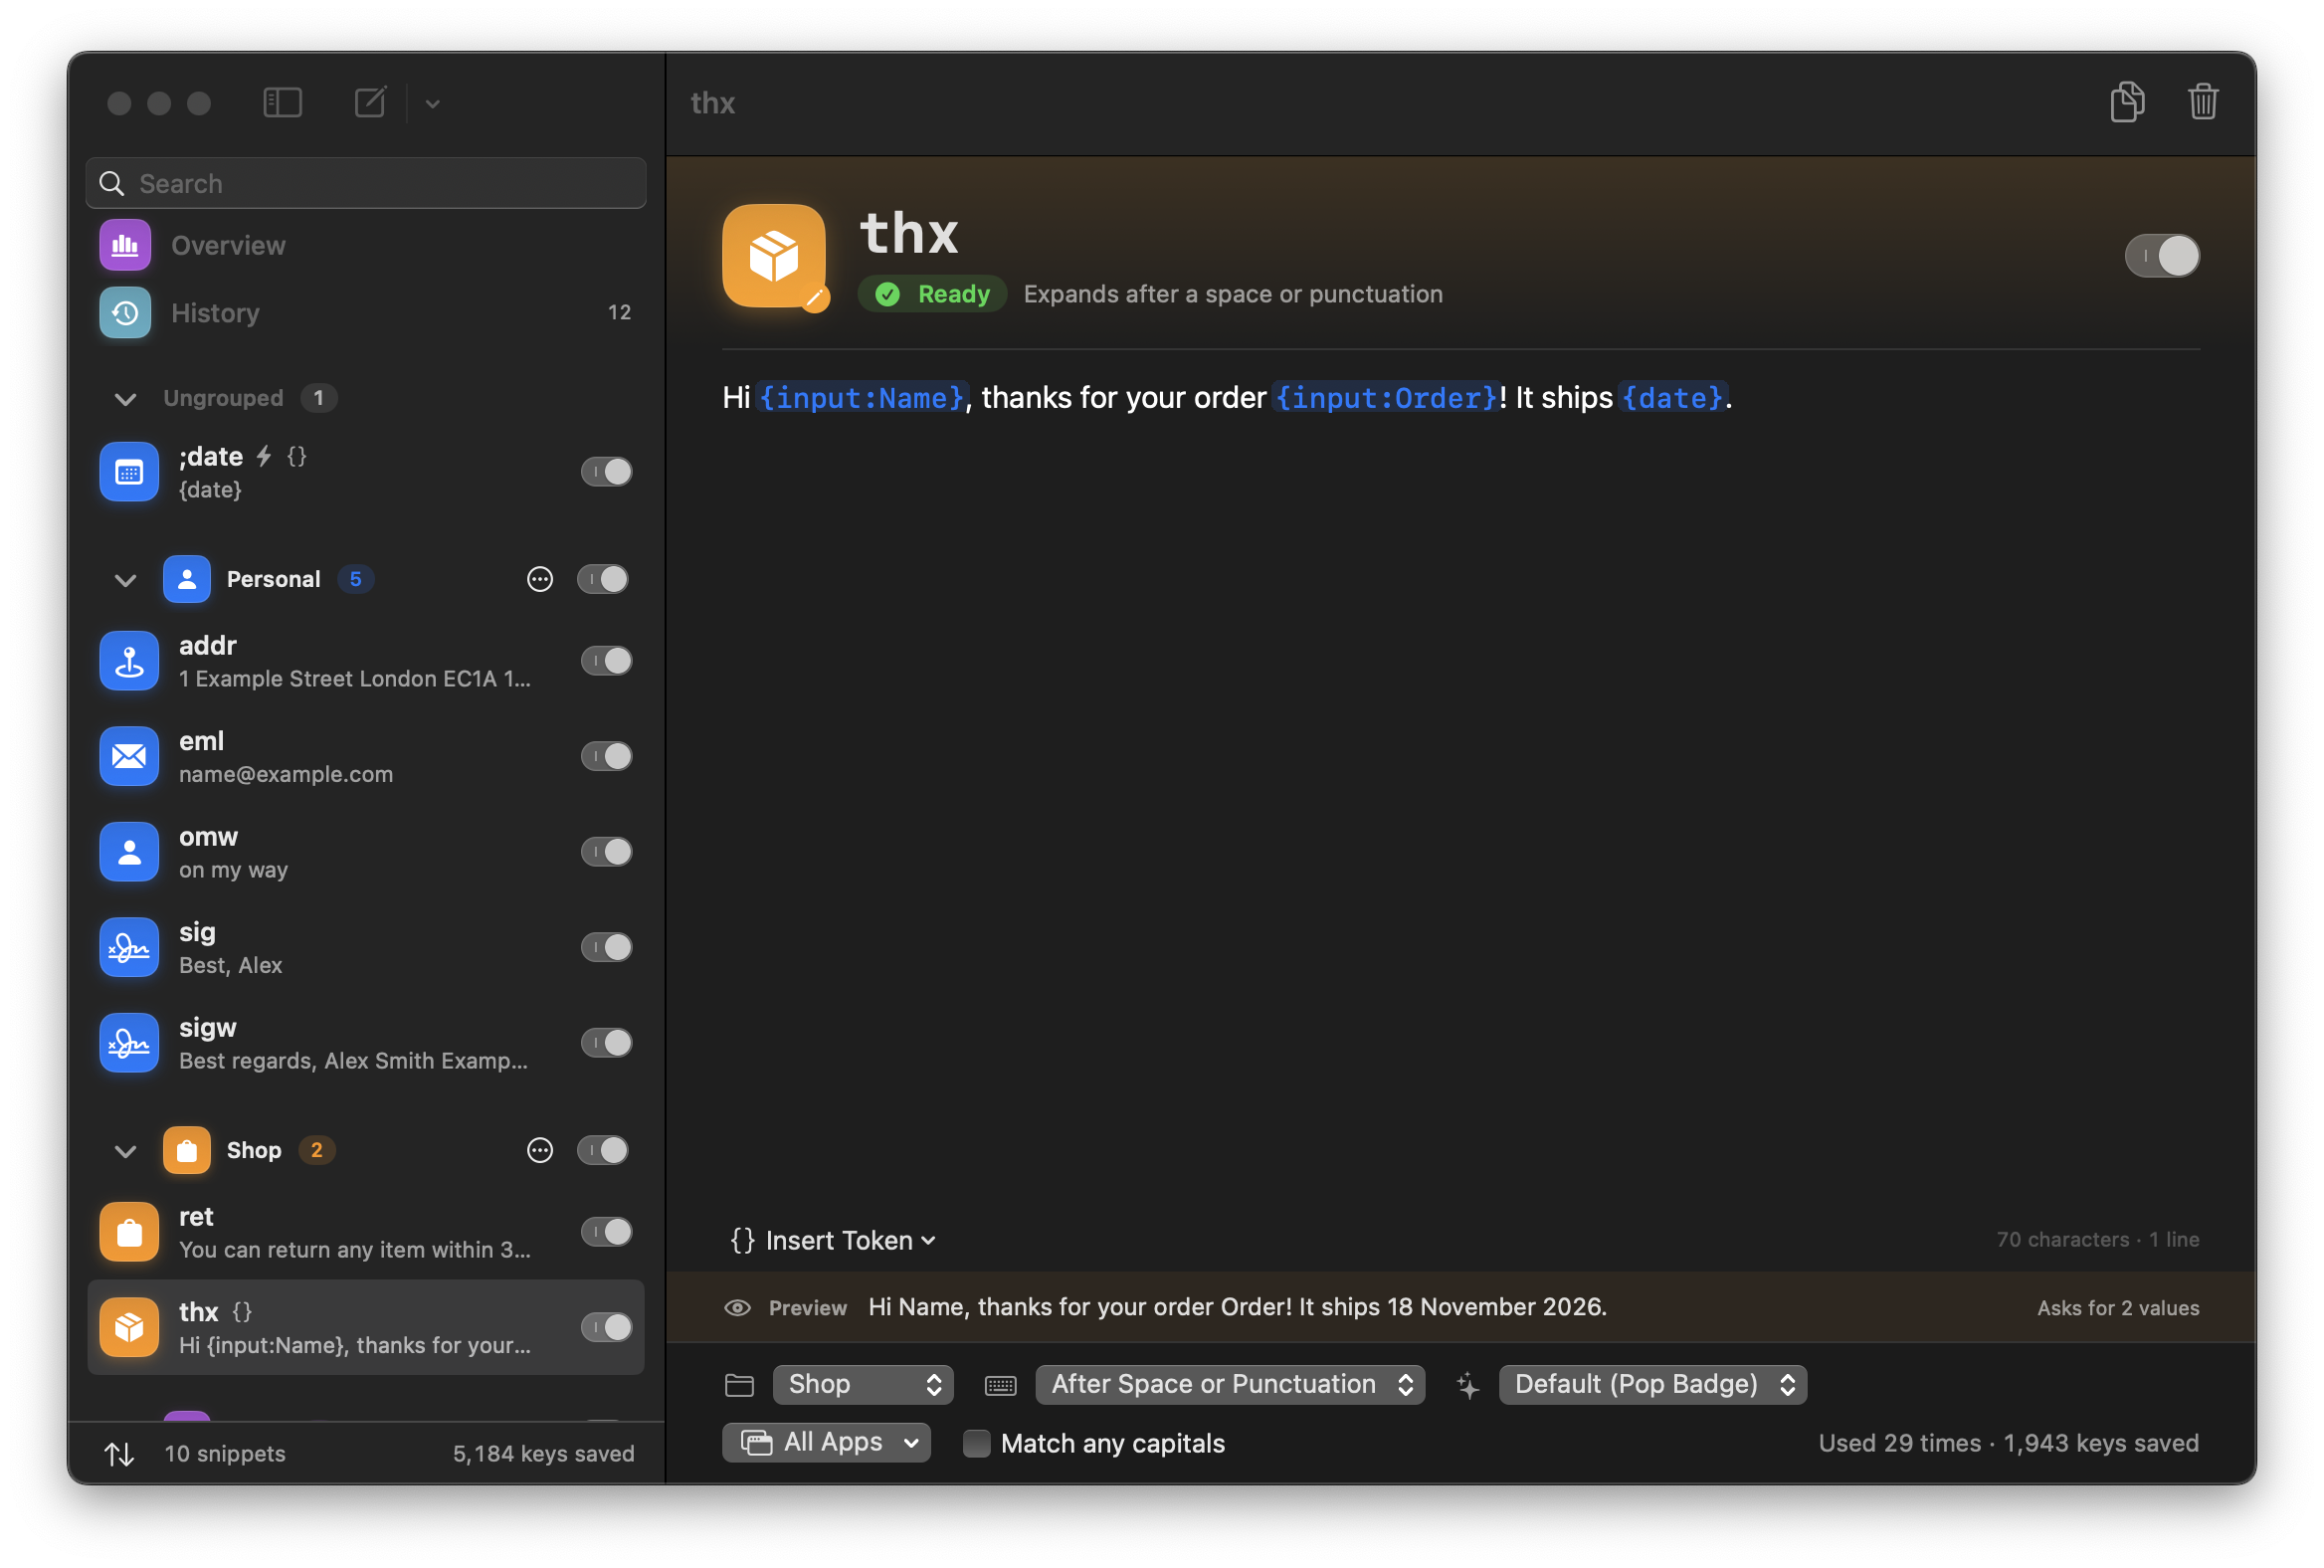 thx
Search
Overview
History 12
Ungrouped 1
;date {}
{date}
Personal 5
addr
1 Example Street London EC1A 1...
eml
name@example.com
omw
on my way
sig
Best, Alex
sigw
Best regards, Alex Smith Examp...
Shop 2
ret
You can return any item within 3...
thx {}
Hi {input:Name}, thanks for your...
10 snippets 5,184 keys saved
thx
Ready Expands after a space or punctuation
Hi {input:Name}, thanks for your order {input:Order}! It ships {date}.
{} Insert Token 70 characters · 1 line
Preview Hi Name, thanks for your order Order! It ships 18 November 2026. Asks for 2 values
Shop After Space or Punctuation Default (Pop Badge)
All Apps Match any capitals Used 29 times · 1,943 keys saved